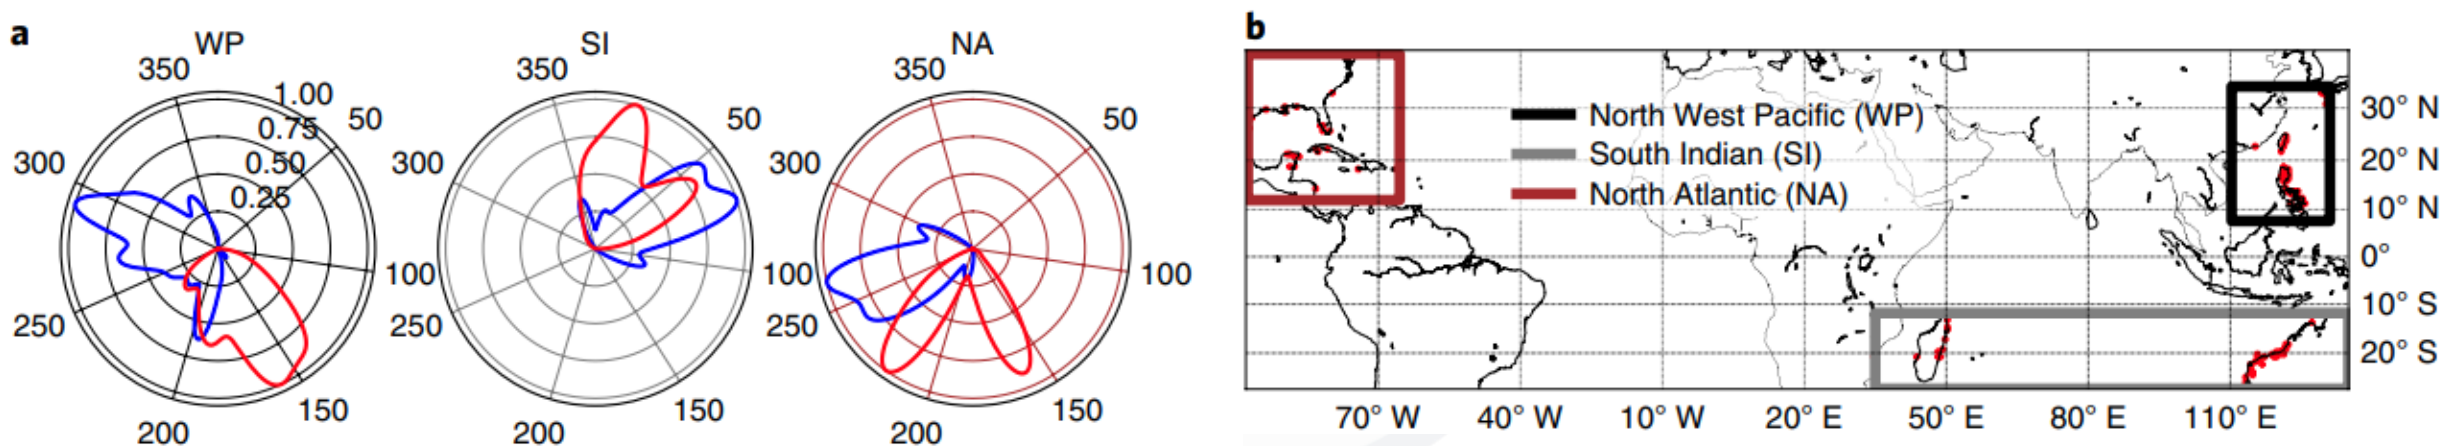 a
WP
350
1.00
0.75
0.50
0.25
50
100
150
200
250
300
SI
350
50
100
150
200
250
300
NA
350
50
100
150
200
250
300
b
North West Pacific (WP)
South Indian (SI)
North Atlantic (NA)
30° N
20° N
10° N
0°
10° S
20° S
70° W 40° W 10° W 20° E 50° E 80° E 110° E